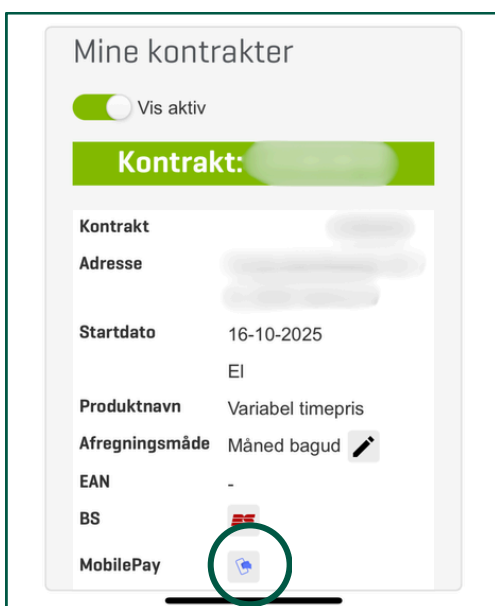 Mine kontrakter
Vis aktiv
Kontrakt:
Kontrakt
Adresse
Startdato 16-10-2025
El
Produktnavn Variabel timepris
Afregningsmåde Måned bagud
EAN -
BS
MobilePay